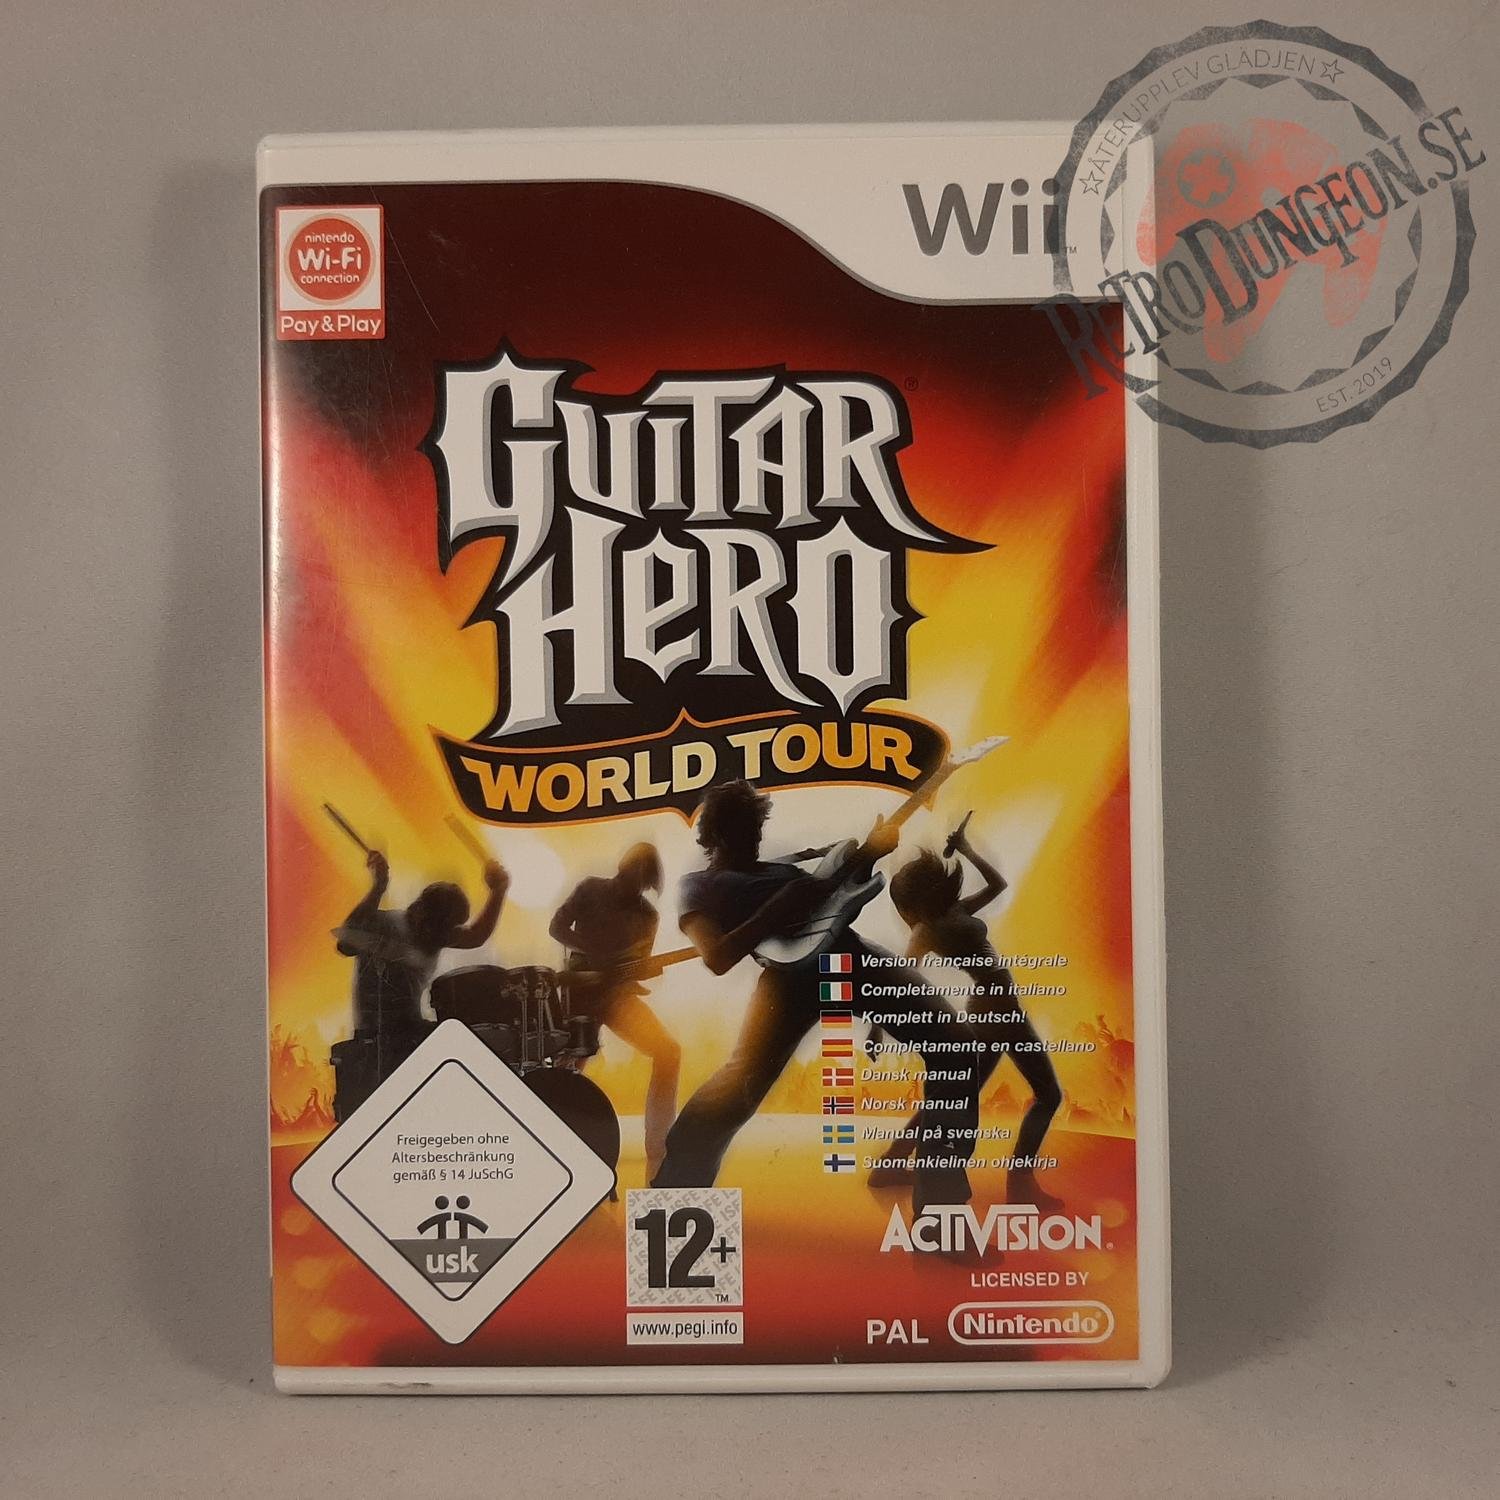 ☆ÅTERUPPLEV GLÄDJEN☆
RETRODUNGEON.SE
EST. 2019
Wii™
nintendo
Wi-Fi
connection
Pay & Play
GUITAR®
HERO
WORLD TOUR
Version française intégrale
Completamente in italiano
Komplett in Deutsch!
Completamente en castellano
Dansk manual
Norsk manual
Manual på svenska
Suomenkielinen ohjekirja
Freigegeben ohne
Altersbeschränkung
gemäß § 14 JuSchG
usk
12+™
www.pegi.info
ACTIVISION®
LICENSED BY
PAL Nintendo®